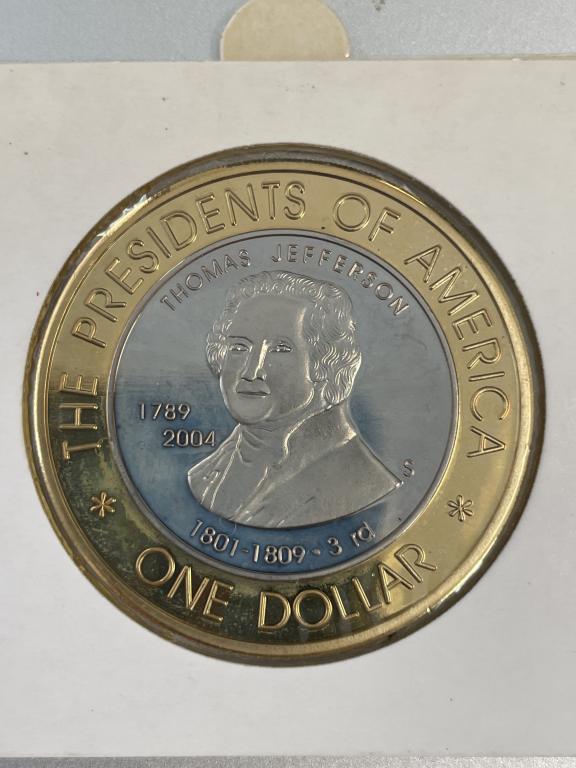 THE PRESIDENTS OF AMERICA
THOMAS JEFFERSON
1789
2004
S
1801-1809-3 rd
* ONE DOLLAR *